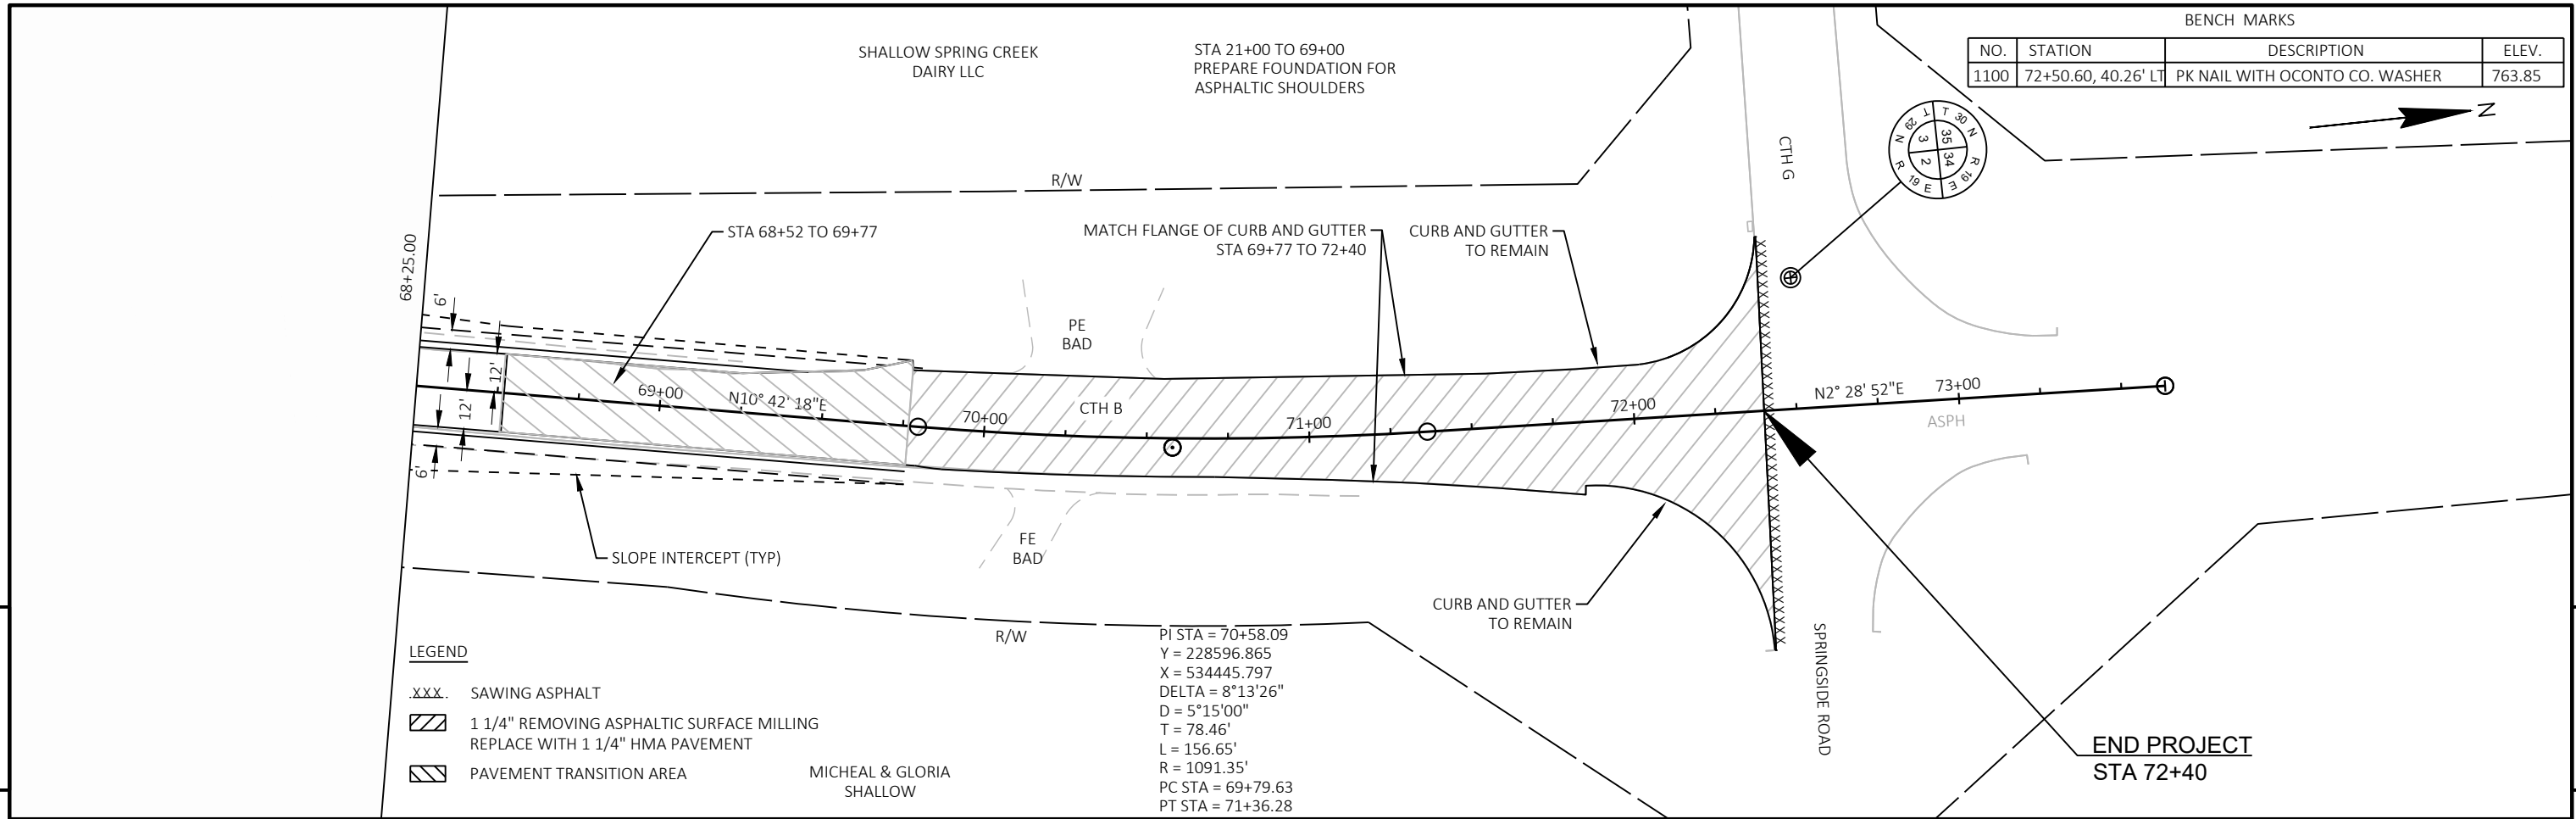 BENCH MARKS
NO. STATION DESCRIPTION ELEV.
1100 72+50.60, 40.26' LT PK NAIL WITH OCONTO CO. WASHER 763.85
SHALLOW SPRING CREEK
DAIRY LLC
STA 21+00 TO 69+00
PREPARE FOUNDATION FOR
ASPHALTIC SHOULDERS
N
T 29 N R 19 E
T 30 N R 19 E
35 34
3 2
CTH G
R/W
68+25.00
STA 68+52 TO 69+77
MATCH FLANGE OF CURB AND GUTTER
STA 69+77 TO 72+40
CURB AND GUTTER
TO REMAIN
6'
12'
12'
6'
PE
BAD
69+00
N10° 42' 18"E
70+00
CTH B
71+00
72+00
N2° 28' 52"E
73+00
ASPH
SLOPE INTERCEPT (TYP)
FE
BAD
CURB AND GUTTER
TO REMAIN
R/W
SPRINGSIDE ROAD
END PROJECT
STA 72+40
PI STA = 70+58.09
Y = 228596.865
X = 534445.797
DELTA = 8°13'26"
D = 5°15'00"
T = 78.46'
L = 156.65'
R = 1091.35'
PC STA = 69+79.63
PT STA = 71+36.28
LEGEND
XXX SAWING ASPHALT
1 1/4" REMOVING ASPHALTIC SURFACE MILLING
REPLACE WITH 1 1/4" HMA PAVEMENT
PAVEMENT TRANSITION AREA
MICHEAL & GLORIA
SHALLOW